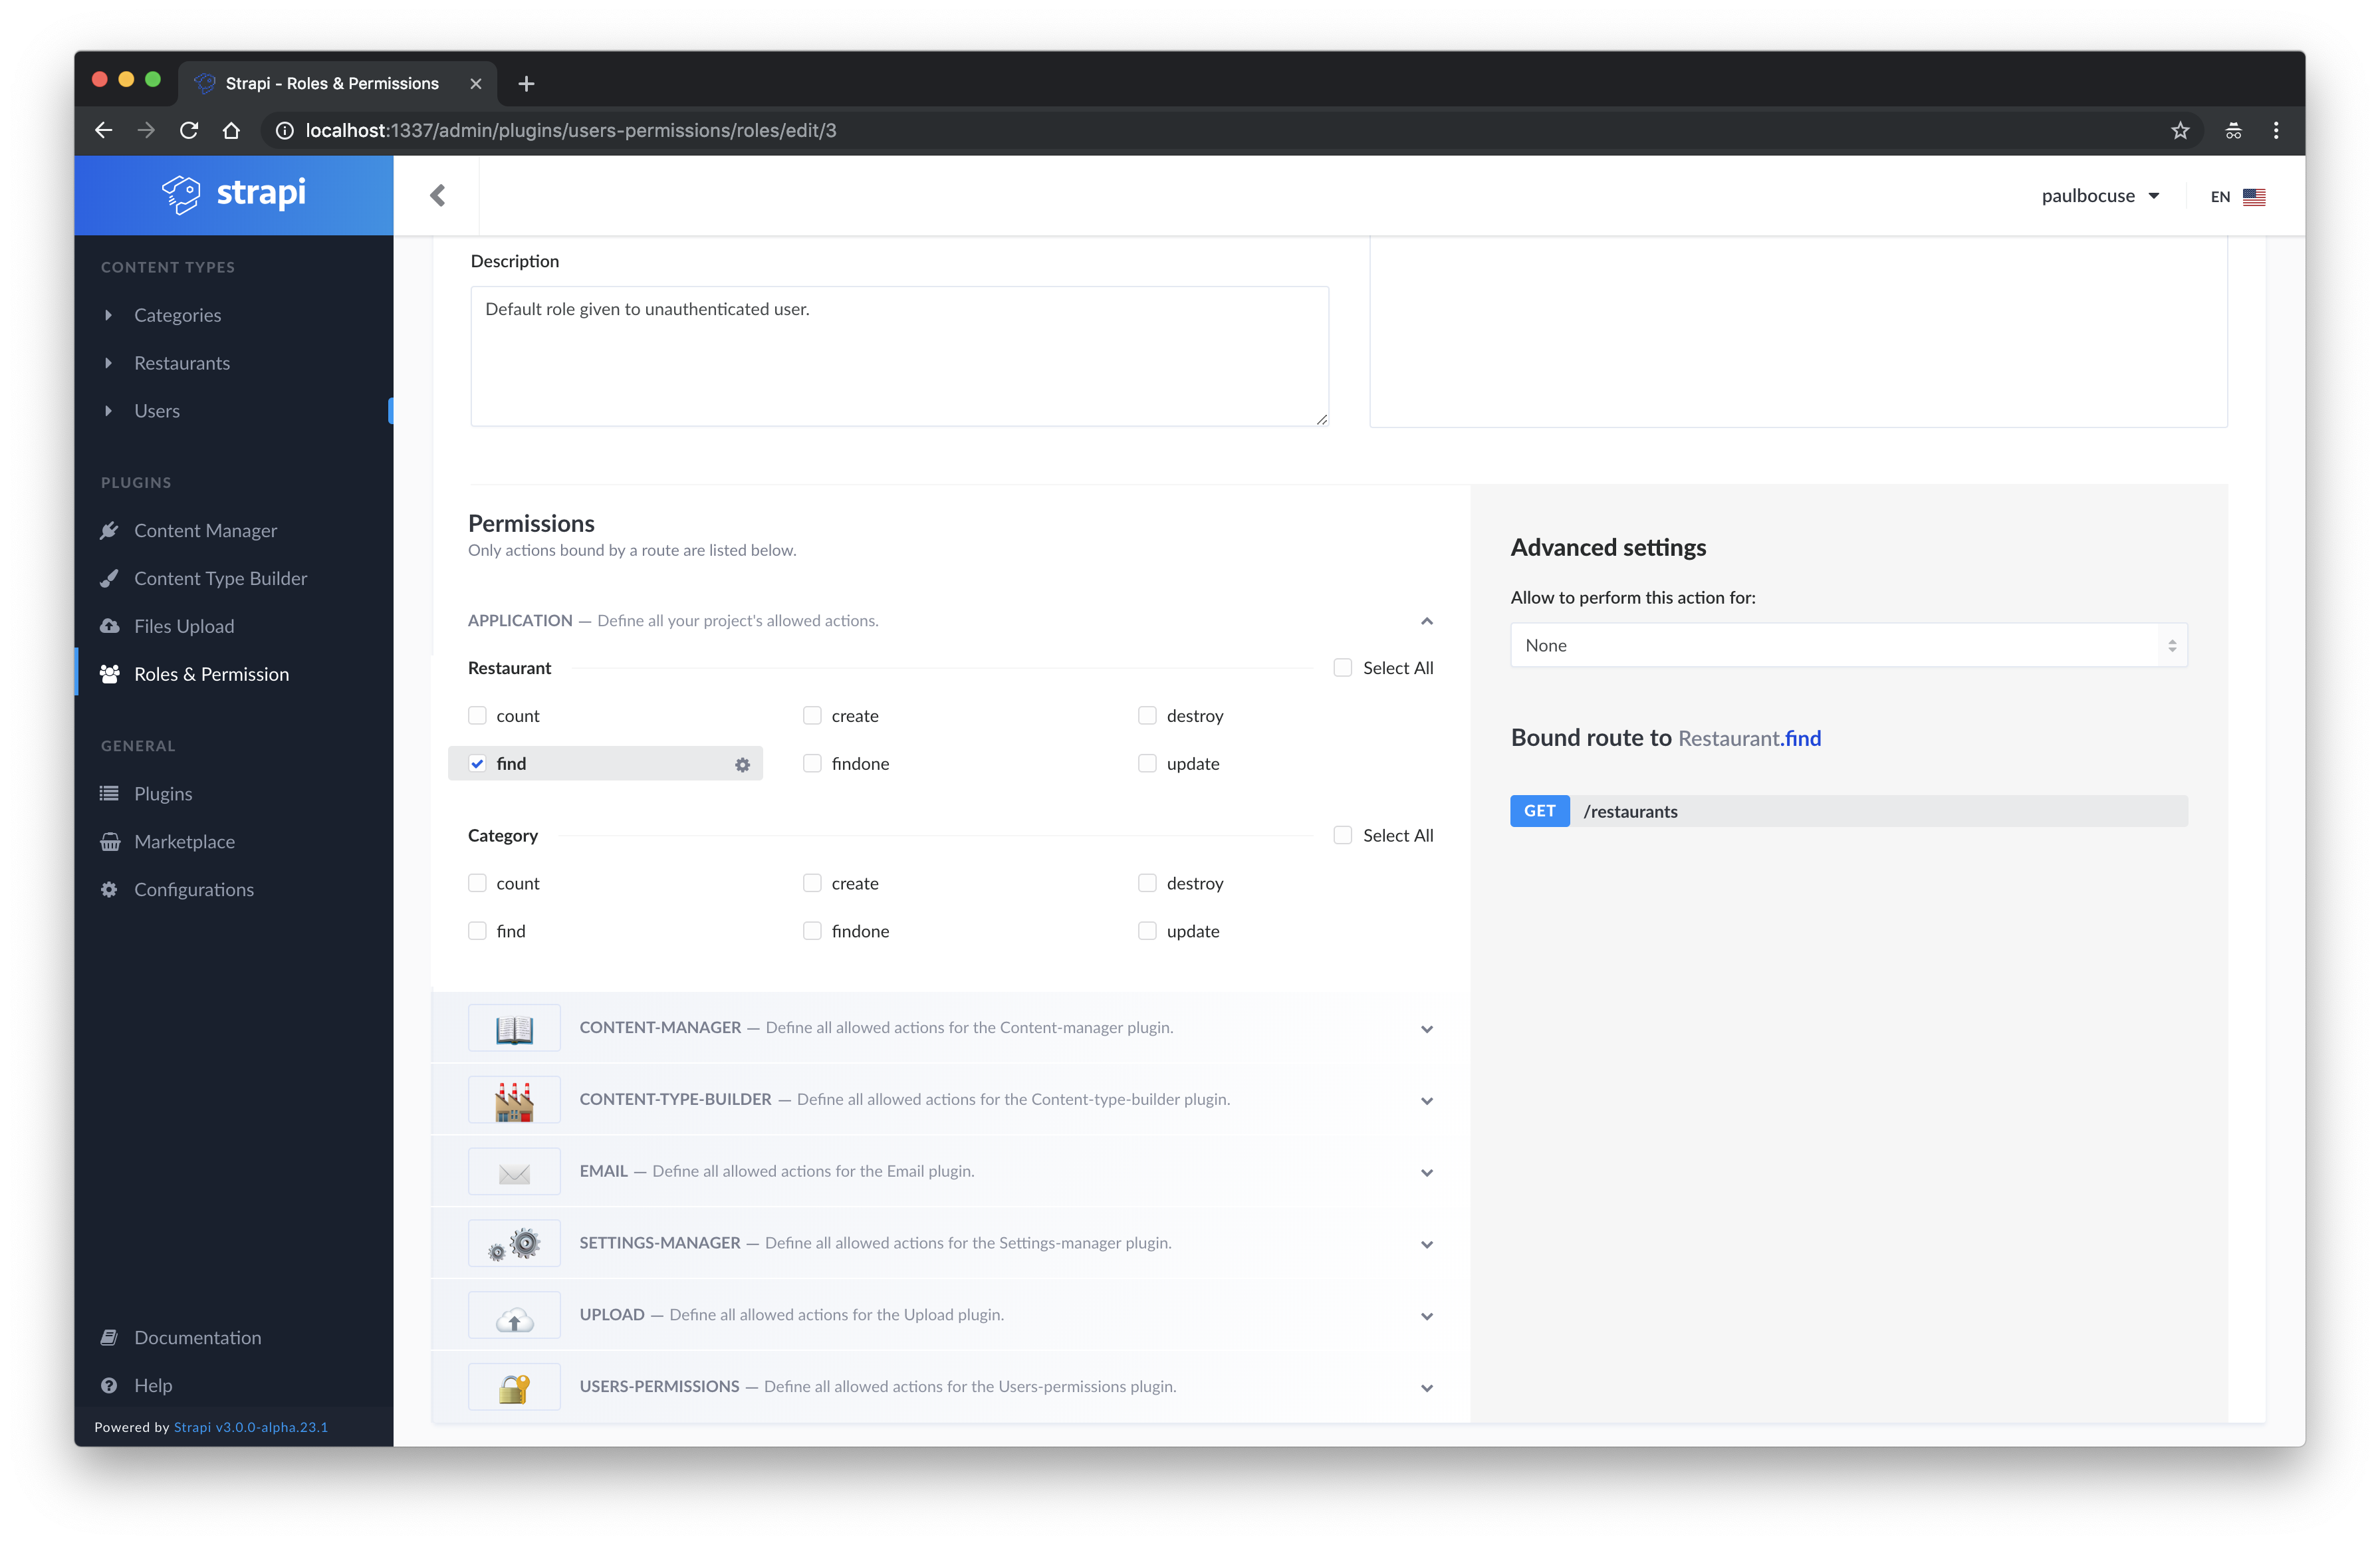 Strapi - Roles & Permissions
localhost:1337/admin/plugins/users-permissions/roles/edit/3
strapi
paulbocuse
EN
CONTENT TYPES
Categories
Restaurants
Users
PLUGINS
Content Manager
Content Type Builder
Files Upload
Roles & Permission
GENERAL
Plugins
Marketplace
Configurations
Documentation
Help
Powered by Strapi v3.0.0-alpha.23.1
Description
Default role given to unauthenticated user.
Permissions
Only actions bound by a route are listed below.
APPLICATION — Define all your project's allowed actions.
Restaurant Select All
count create destroy
find findone update
Category Select All
count create destroy
find findone update
CONTENT-MANAGER — Define all allowed actions for the Content-manager plugin.
CONTENT-TYPE-BUILDER — Define all allowed actions for the Content-type-builder plugin.
EMAIL — Define all allowed actions for the Email plugin.
SETTINGS-MANAGER — Define all allowed actions for the Settings-manager plugin.
UPLOAD — Define all allowed actions for the Upload plugin.
USERS-PERMISSIONS — Define all allowed actions for the Users-permissions plugin.
Advanced settings
Allow to perform this action for:
None
Bound route to Restaurant.find
GET /restaurants